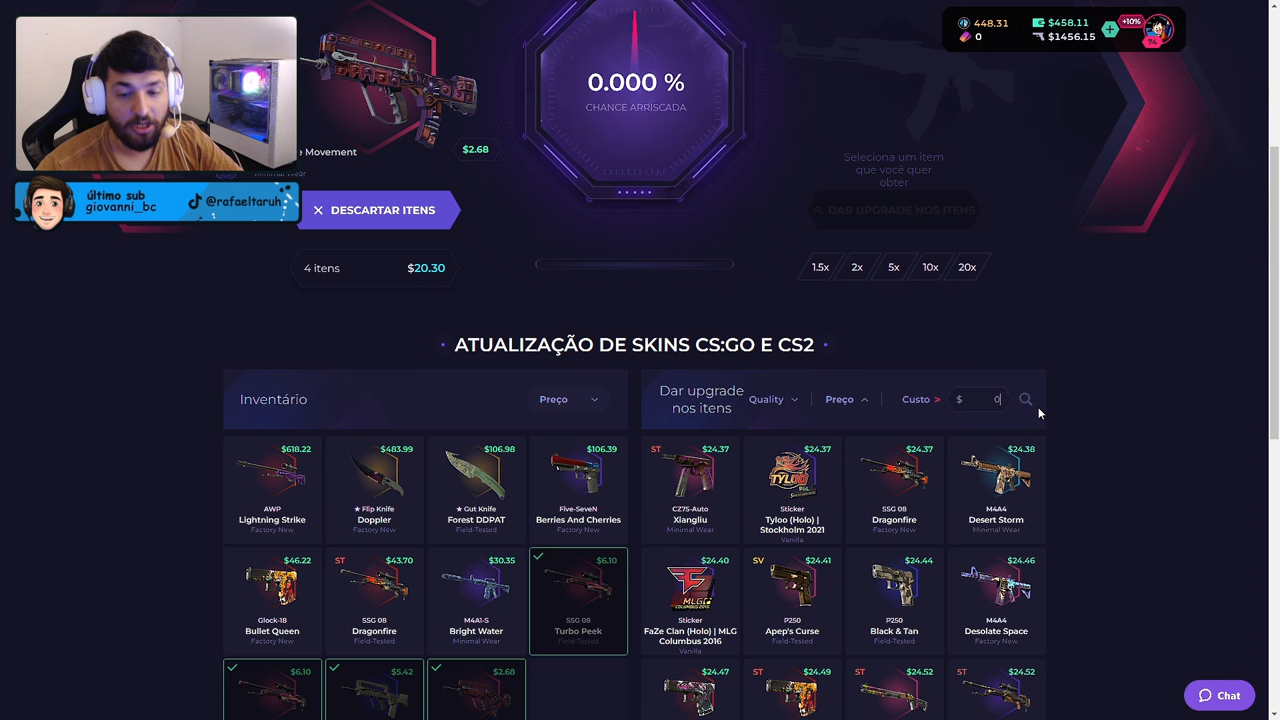 448.31
$458.11
+10%
0
$1456.15
74
0.000 %
CHANCE ARRISCADA
e Movement
$2.68
Minimal Wear
Seleciona um item
que você quer
obter
último sub
giovanni_bc
@rafaeltaruh
DESCARTAR ITENS
DAR UPGRADE NOS ITENS
4 itens
$20.30
1.5x
2x
5x
10x
20x
ATUALIZAÇÃO DE SKINS CS:GO E CS2
Inventário
Preço
Dar upgrade
nos itens
Quality
Preço
Custo >
$ 0
$618.22
AWP
Lightning Strike
Factory New
$483.99
★ Flip Knife
Doppler
Factory New
$106.98
★ Gut Knife
Forest DDPAT
Field-Tested
$106.39
Five-SeveN
Berries And Cherries
Factory New
ST
$24.37
CZ75-Auto
Xiangliu
Minimal Wear
$24.37
Sticker
Tyloo (Holo) |
Stockholm 2021
Vanilla
$24.37
SSG 08
Dragonfire
Factory New
$24.38
M4A4
Desert Storm
Minimal Wear
$46.22
Glock-18
Bullet Queen
Factory New
ST
$43.70
SSG 08
Dragonfire
Field-Tested
$30.35
M4A1-S
Bright Water
Minimal Wear
$6.10
SSG 08
Turbo Peek
Field-Tested
$24.40
Sticker
FaZe Clan (Holo) | MLG
Columbus 2016
Vanilla
SV
$24.41
P250
Apep's Curse
Field-Tested
$24.44
P250
Black & Tan
Field-Tested
$24.46
M4A4
Desolate Space
Factory New
$6.10
$5.42
$2.68
$24.47
ST
$24.49
ST
$24.52
ST
$24.52
Chat